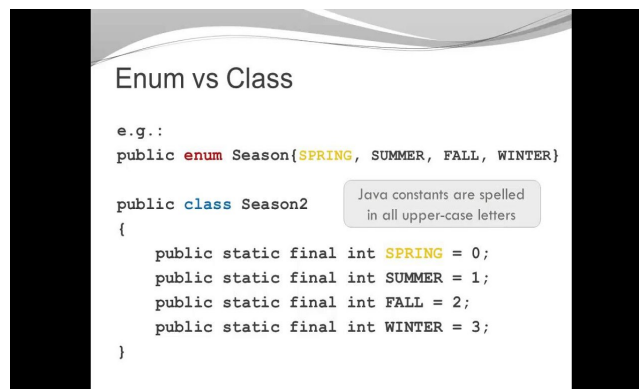 Enum vs Class
e.g.:
public enum Season{SPRING, SUMMER, FALL, WINTER}
public class Season2
Java constants are spelled
in all upper-case letters
{
public static final int SPRING = 0;
public static final int SUMMER = 1;
public static final int FALL = 2;
public static final int WINTER = 3;
}